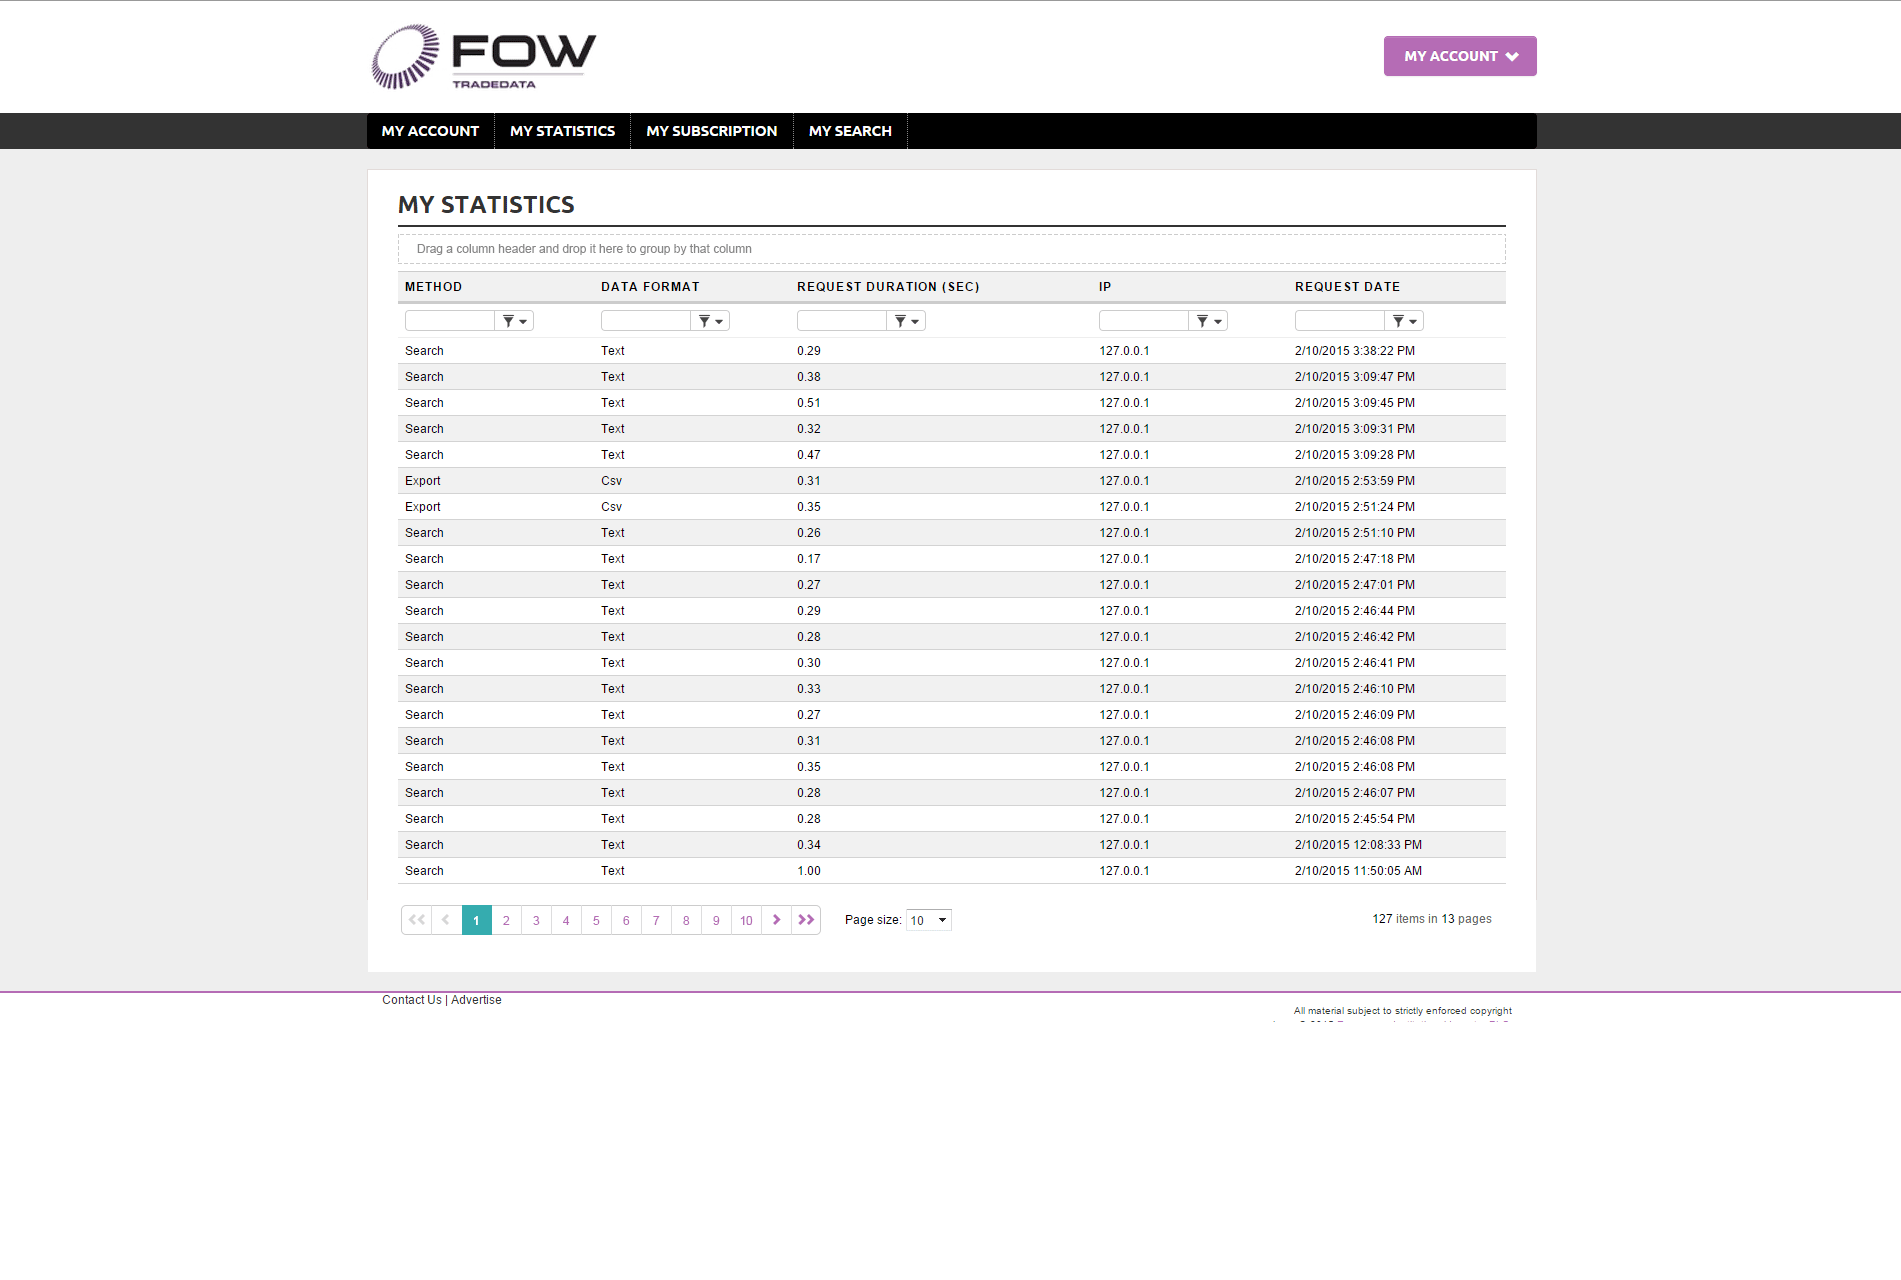 FOW
TRADEDATA
MY ACCOUNT
MY ACCOUNT MY STATISTICS MY SUBSCRIPTION MY SEARCH
MY STATISTICS
Drag a column header and drop it here to group by that column
METHOD DATA FORMAT REQUEST DURATION (SEC) IP REQUEST DATE
Search Text 0.29 127.0.0.1 2/10/2015 3:38:22 PM
Search Text 0.38 127.0.0.1 2/10/2015 3:09:47 PM
Search Text 0.51 127.0.0.1 2/10/2015 3:09:45 PM
Search Text 0.32 127.0.0.1 2/10/2015 3:09:31 PM
Search Text 0.47 127.0.0.1 2/10/2015 3:09:28 PM
Export Csv 0.31 127.0.0.1 2/10/2015 2:53:59 PM
Export Csv 0.35 127.0.0.1 2/10/2015 2:51:24 PM
Search Text 0.26 127.0.0.1 2/10/2015 2:51:10 PM
Search Text 0.17 127.0.0.1 2/10/2015 2:47:18 PM
Search Text 0.27 127.0.0.1 2/10/2015 2:47:01 PM
Search Text 0.29 127.0.0.1 2/10/2015 2:46:44 PM
Search Text 0.28 127.0.0.1 2/10/2015 2:46:42 PM
Search Text 0.30 127.0.0.1 2/10/2015 2:46:41 PM
Search Text 0.33 127.0.0.1 2/10/2015 2:46:10 PM
Search Text 0.27 127.0.0.1 2/10/2015 2:46:09 PM
Search Text 0.31 127.0.0.1 2/10/2015 2:46:08 PM
Search Text 0.35 127.0.0.1 2/10/2015 2:46:08 PM
Search Text 0.28 127.0.0.1 2/10/2015 2:46:07 PM
Search Text 0.28 127.0.0.1 2/10/2015 2:45:54 PM
Search Text 0.34 127.0.0.1 2/10/2015 12:08:33 PM
Search Text 1.00 127.0.0.1 2/10/2015 11:50:05 AM
1 2 3 4 5 6 7 8 9 10 Page size: 10 127 items in 13 pages
Contact Us | Advertise
All material subject to strictly enforced copyright